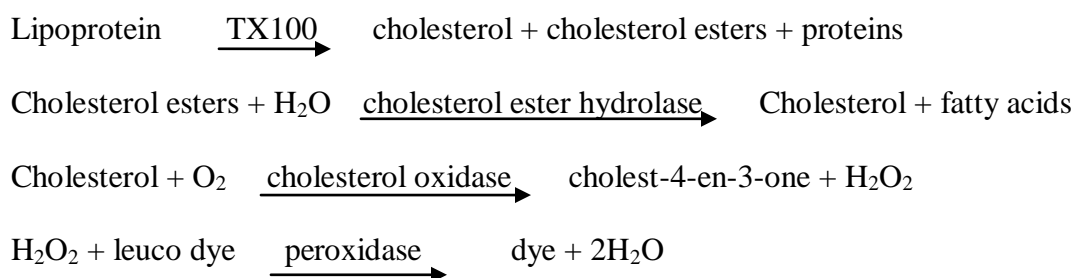 Lipoprotein TX100 cholesterol + cholesterol esters + proteins
Cholesterol esters + H₂O cholesterol ester hydrolase Cholesterol + fatty acids
Cholesterol + O₂ cholesterol oxidase cholest-4-en-3-one + H₂O₂
H₂O₂ + leuco dye peroxidase dye + 2H₂O